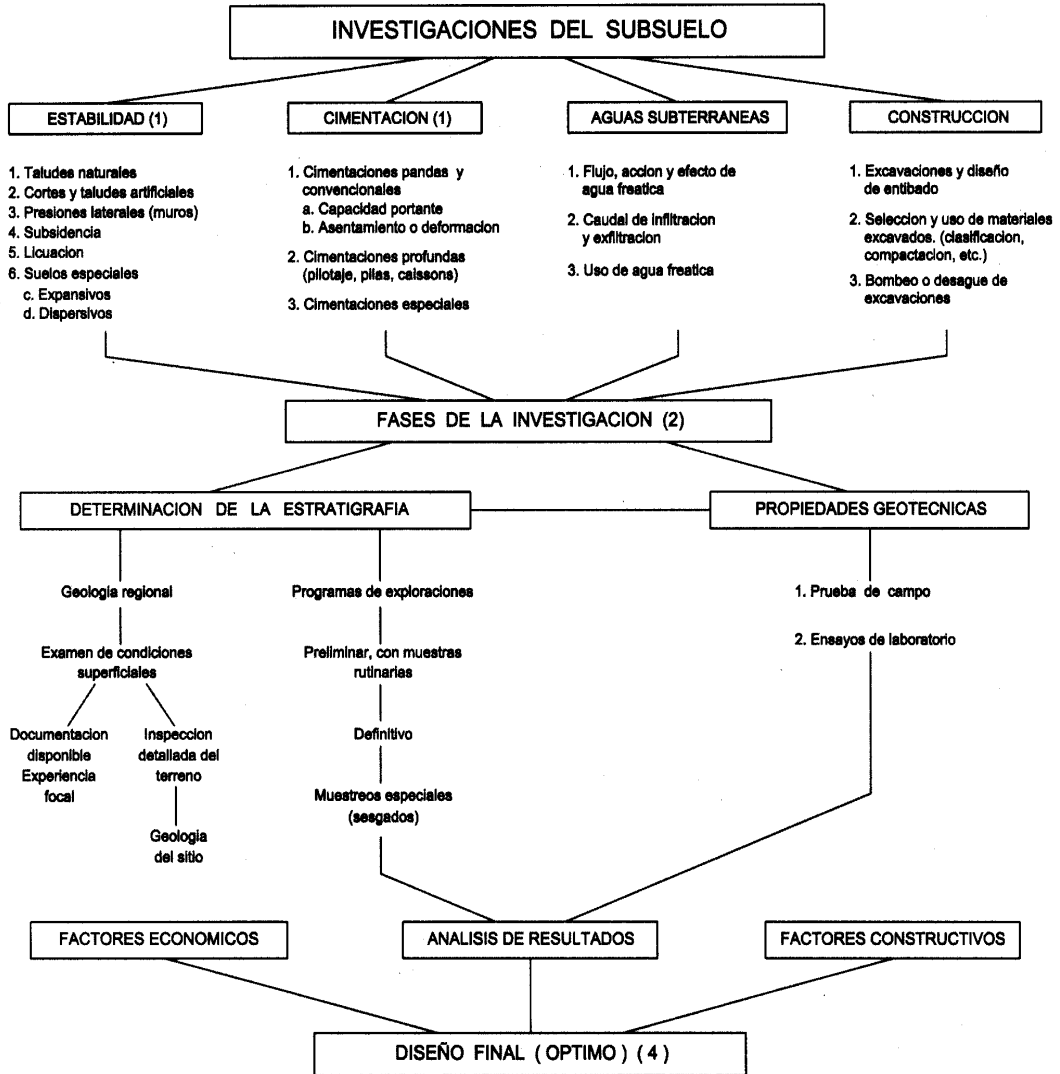 INVESTIGACIONES DEL SUBSUELO
ESTABILIDAD (1)
1. Taludes naturales
2. Cortes y taludes artificiales
3. Presiones laterales (muros)
4. Subsidencia
5. Licuacion
6. Suelos especiales
c. Expansivos
d. Dispersivos
CIMENTACION (1)
1. Cimentaciones pandas y
convencionales
a. Capacidad portante
b. Asentamiento o deformacion
2. Cimentaciones profundas
(pilotaje, pilas, caissons)
3. Cimentaciones especiales
AGUAS SUBTERRANEAS
1. Flujo, accion y efecto de
agua freatica
2. Caudal de infiltracion
y exfiltracion
3. Uso de agua freatica
CONSTRUCCION
1. Excavaciones y diseño
de entibado
2. Seleccion y uso de materiales
excavados. (clasificacion,
compactacion, etc.)
3. Bombeo o desague de
excavaciones
FASES DE LA INVESTIGACION (2)
DETERMINACION DE LA ESTRATIGRAFIA
Geologia regional
Examen de condiciones
superficiales
Documentacion
disponible
Experiencia
focal
Inspeccion
detallada del
terreno
Geologia
del sitio
Programas de exploraciones
Preliminar, con muestras
rutinarias
Definitivo
Muestreos especiales
(sesgados)
PROPIEDADES GEOTECNICAS
1. Prueba de campo
2. Ensayos de laboratorio
FACTORES ECONOMICOS
ANALISIS DE RESULTADOS
FACTORES CONSTRUCTIVOS
DISEÑO FINAL ( OPTIMO ) ( 4 )